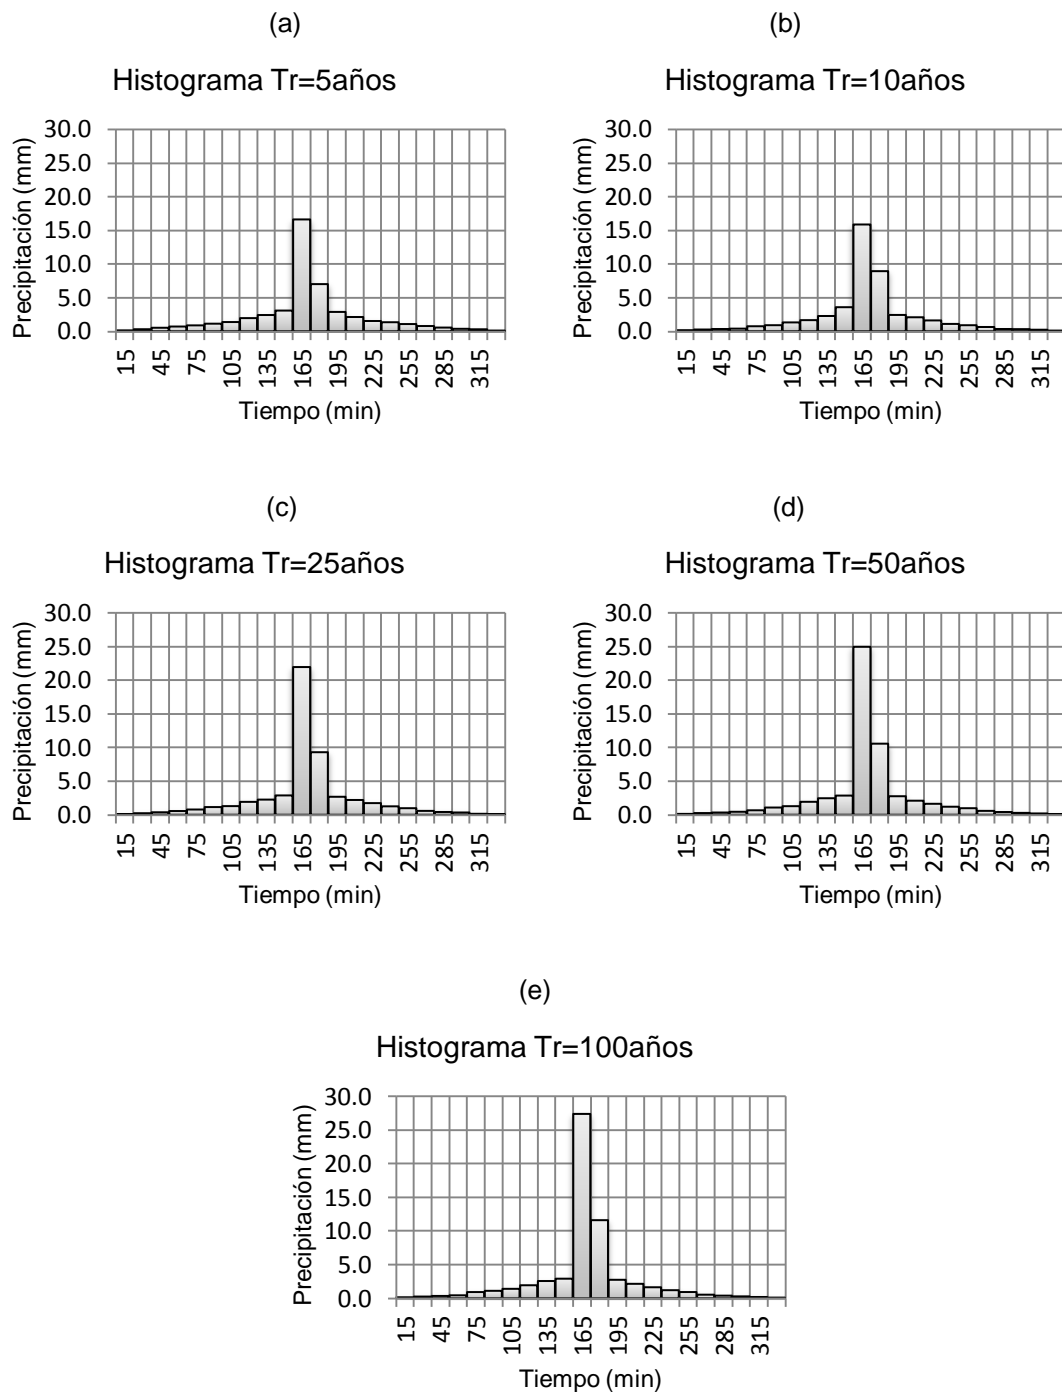 (a)
Histograma Tr=5años
Precipitación (mm)
30.0
25.0
20.0
15.0
10.0
5.0
0.0
15 45 75 105 135 165 195 225 255 285 315
Tiempo (min)
(b)
Histograma Tr=10años
Precipitación (mm)
30.0
25.0
20.0
15.0
10.0
5.0
0.0
15 45 75 105 135 165 195 225 255 285 315
Tiempo (min)
(c)
Histograma Tr=25años
Precipitación (mm)
30.0
25.0
20.0
15.0
10.0
5.0
0.0
15 45 75 105 135 165 195 225 255 285 315
Tiempo (min)
(d)
Histograma Tr=50años
Precipitación (mm)
30.0
25.0
20.0
15.0
10.0
5.0
0.0
15 45 75 105 135 165 195 225 255 285 315
Tiempo (min)
(e)
Histograma Tr=100años
Precipitación (mm)
30.0
25.0
20.0
15.0
10.0
5.0
0.0
15 45 75 105 135 165 195 225 255 285 315
Tiempo (min)